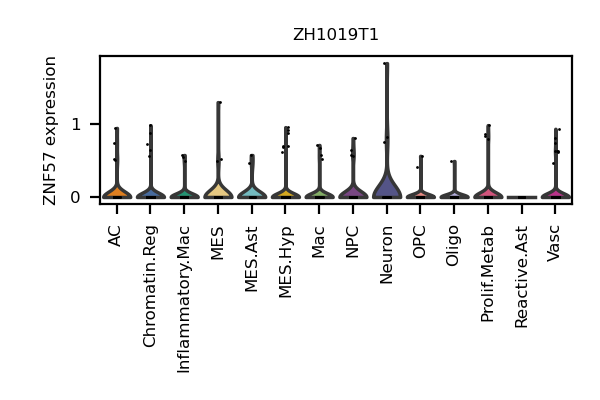 ZH1019T1
ZNF57 expression
1
0
AC
Chromatin.Reg
Inflammatory.Mac
MES
MES.Ast
MES.Hyp
Mac
NPC
Neuron
OPC
Oligo
Prolif.Metab
Reactive.Ast
Vasc